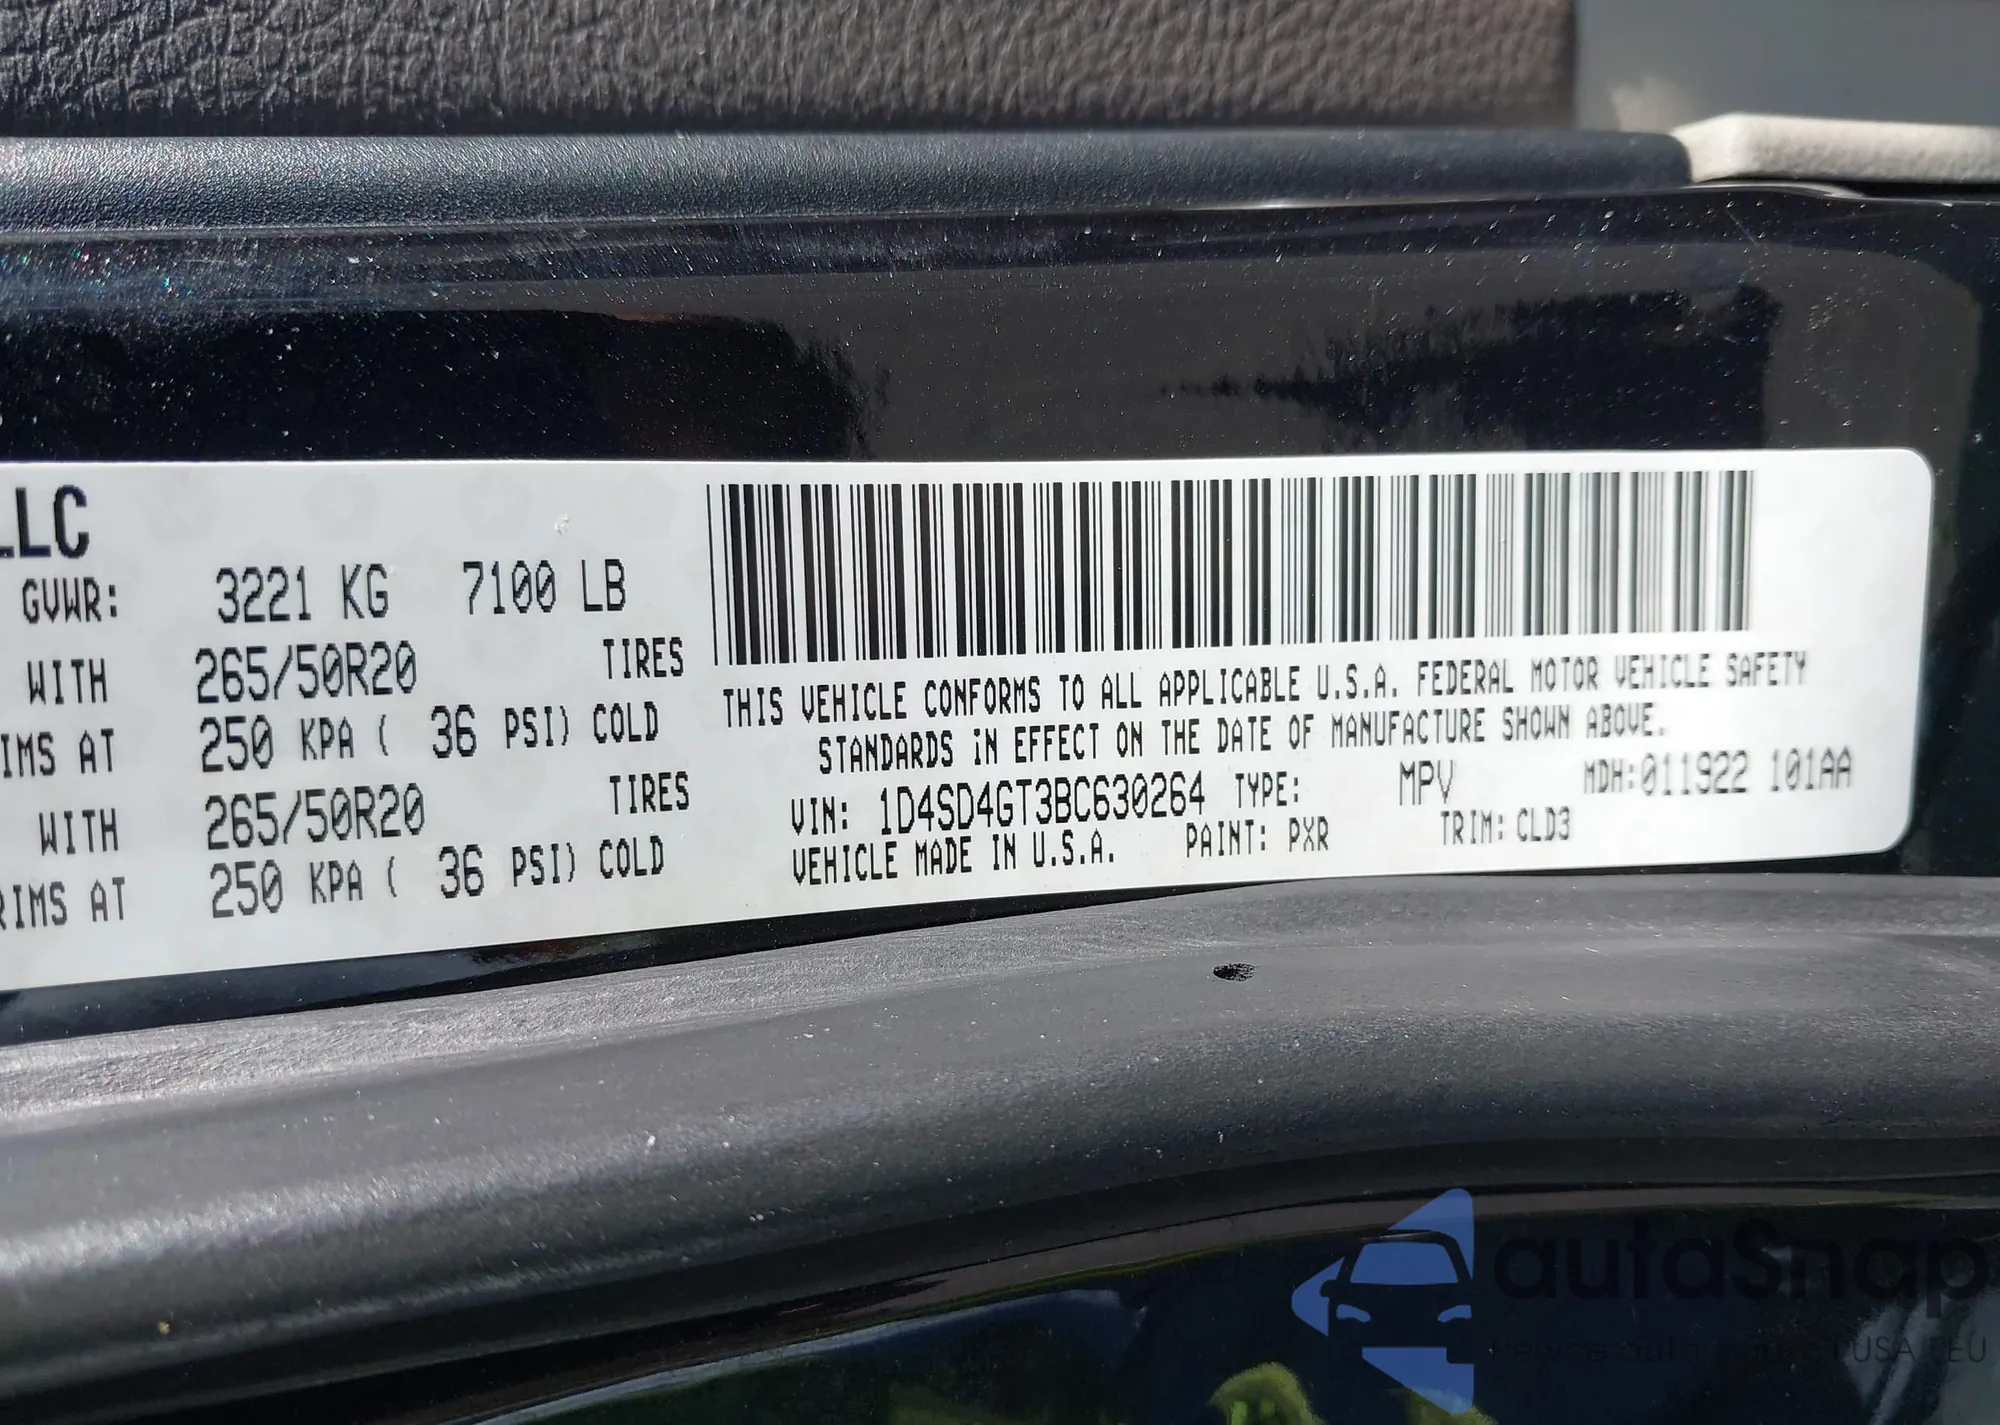 LLC
GVWR: 3221 KG 7100 LB
WITH 265/50R20 TIRES
IMS AT 250 KPA ( 36 PSI) COLD
WITH 265/50R20 TIRES
RIMS AT 250 KPA ( 36 PSI) COLD
THIS VEHICLE CONFORMS TO ALL APPLICABLE U.S.A. FEDERAL MOTOR VEHICLE SAFETY
STANDARDS IN EFFECT ON THE DATE OF MANUFACTURE SHOWN ABOVE.
VIN: 1D4SD4GT3BC630264 TYPE: MPV MDH:011922 101AA
VEHICLE MADE IN U.S.A. PAINT: PXR TRIM: CLD3
autaSnap
USA